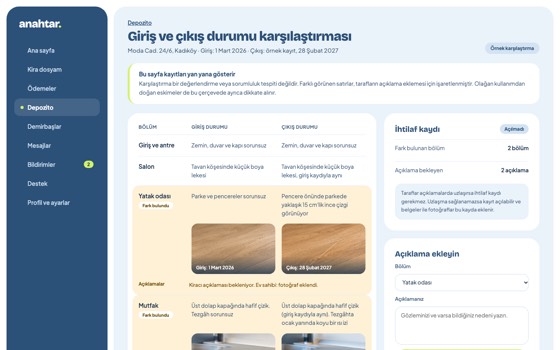 anahtar.
Ana sayfa
Kira dosyam
Ödemeler
Depozito
Demirbaşlar
Mesajlar
Bildirimler 2
Destek
Profil ve ayarlar
Depozito
Giriş ve çıkış durumu karşılaştırması
Moda Cad. 24/6, Kadıköy · Giriş: 1 Mart 2026 · Çıkış: örnek kayıt, 28 Şubat 2027
Örnek karşılaştırma
Bu sayfa kayıtları yan yana gösterir
Karşılaştırma bir değerlendirme veya sorumluluk tespiti değildir. Farklı görünen satırlar, tarafların açıklama eklemesi için işaretlenmiştir. Olağan kullanımdan
doğan eskimeler de bu çerçevede ayrıca dikkate alınır.
BÖLÜM GİRİŞ DURUMU ÇIKIŞ DURUMU
Giriş ve antre Zemin, duvar ve kapı sorunsuz Zemin, duvar ve kapı sorunsuz
Salon Tavan köşesinde küçük boya Tavan köşesinde küçük boya
lekesi lekesi, giriş kaydıyla aynı
Yatak odası Parke ve pencereler sorunsuz Pencere önünde parkede
Fark bulundu yaklaşık 15 cm'lik ince çizgi
görünüyor
Giriş: 1 Mart 2026 Çıkış: 28 Şubat 2027
Açıklamalar Kiracı açıklaması bekleniyor. Ev sahibi fotoğraf eklendi.
Mutfak Üst dolap kapağında hafif çizik. Üst dolap kapağında hafif çizik
Fark bulundu Tezgâh sorunsuz (giriş kaydıyla aynı). Tezgâhta
ocak yanında koyu bir ısı izi
İhtilaf kaydı Açılmadı
Fark bulunan bölüm 2 bölüm
Açıklama bekleyen 2 açıklama
Taraflar açıklamalarda uzlaşırsa ihtilaf kaydı
gerekmez. Uzlaşma sağlanamazsa kayıt açılabilir ve
belgeler ile fotoğraflar bu kayda eklenir.
Açıklama ekleyin
Bölüm
Yatak odası
Açıklamanız
Gözleminizi ve varsa bildiğiniz nedeni yazın.